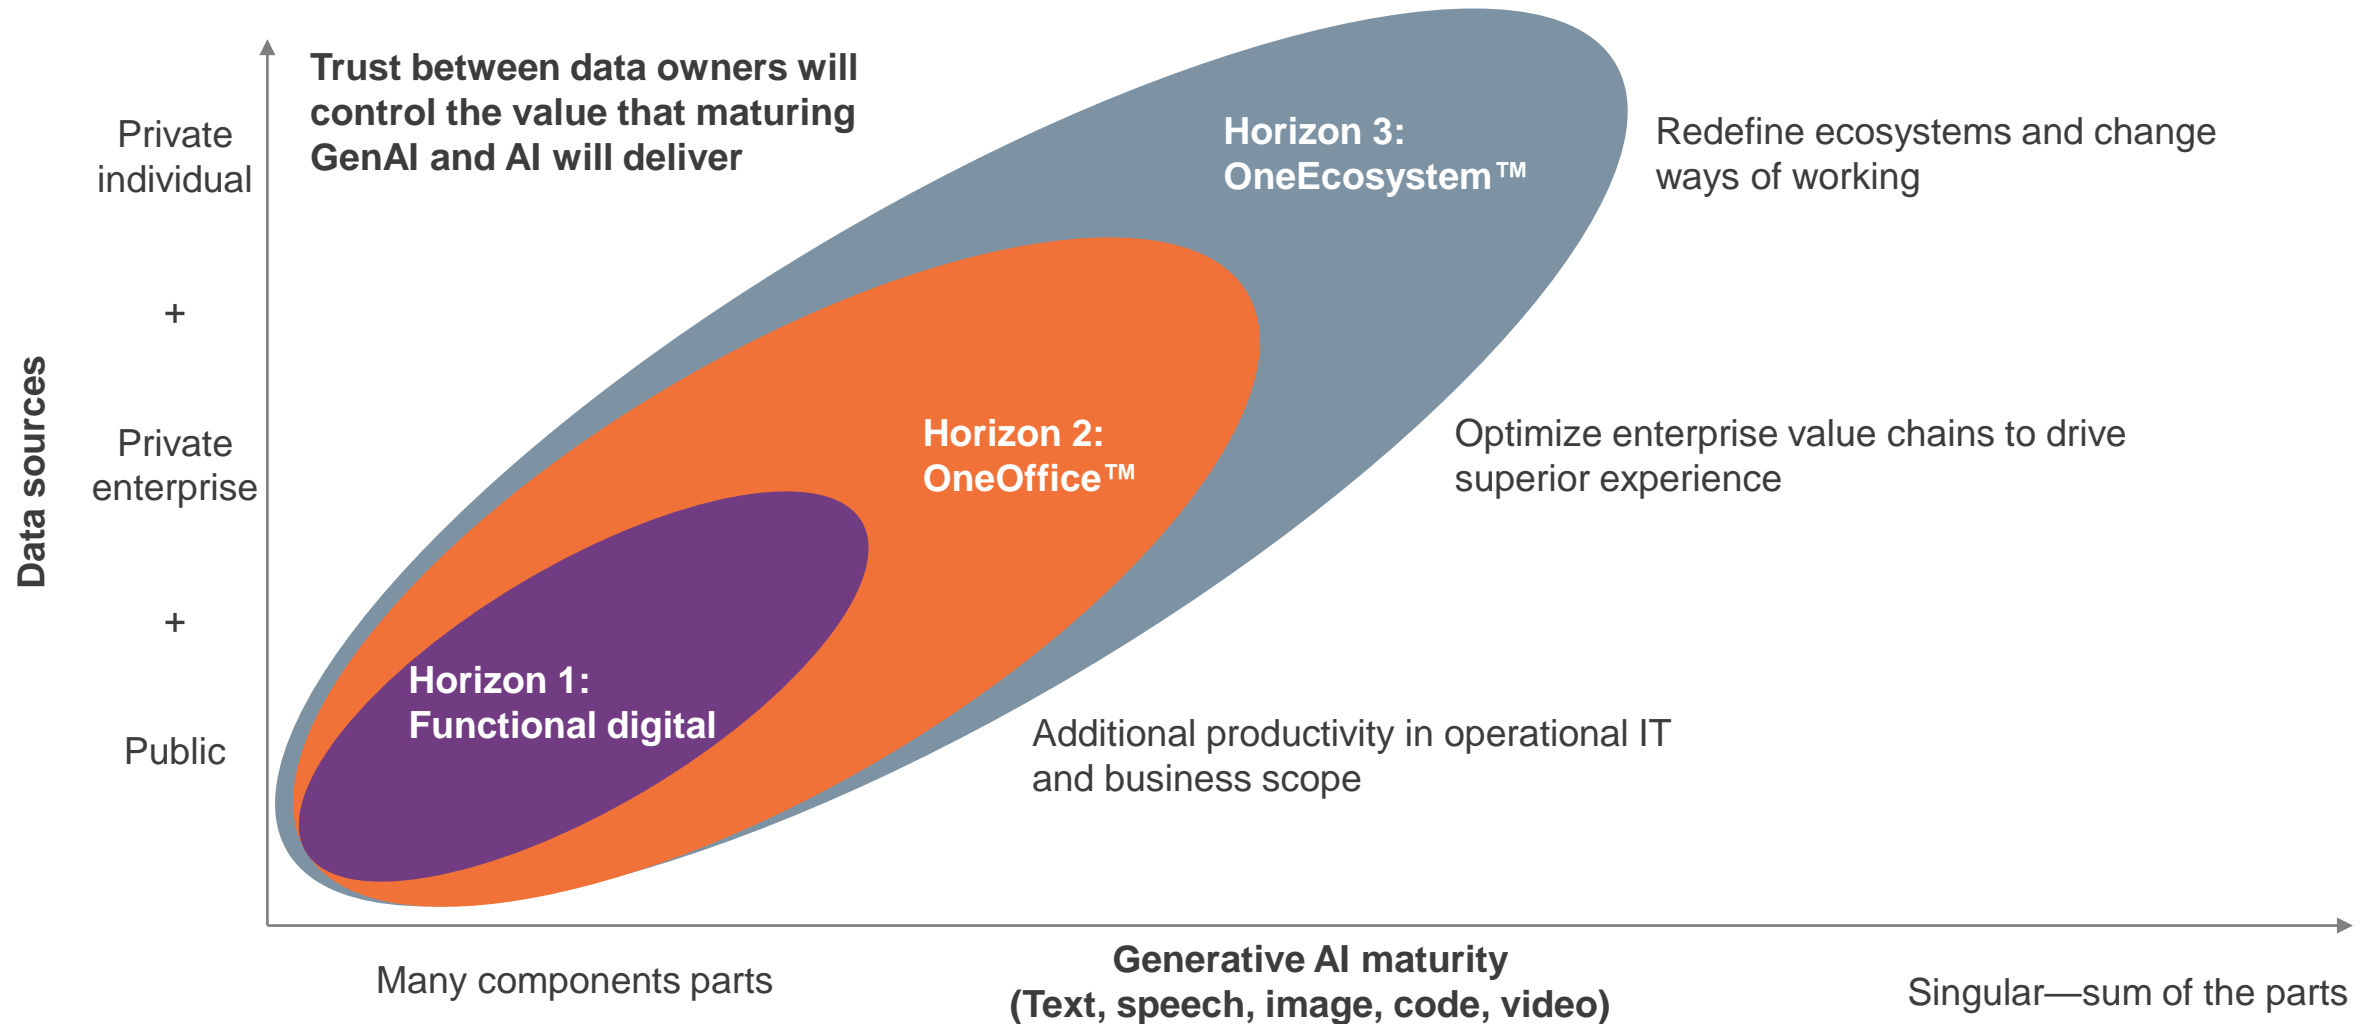 Trust between data owners will
control the value that maturing
GenAI and AI will deliver
Data sources
Private
individual
+
Private
enterprise
+
Public
Horizon 3:
OneEcosystem™
Redefine ecosystems and change
ways of working
Horizon 2:
OneOffice™
Optimize enterprise value chains to drive
superior experience
Horizon 1:
Functional digital
Additional productivity in operational IT
and business scope
Many components parts
Generative AI maturity
(Text, speech, image, code, video)
Singular—sum of the parts